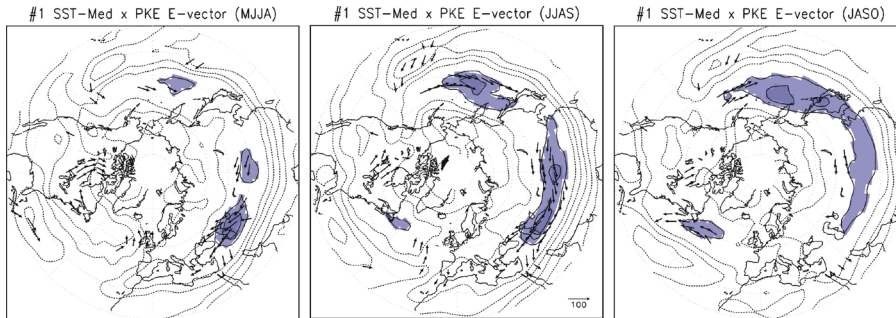 #1 SST-Med x PKE E-vector (MJJA)
#1 SST-Med x PKE E-vector (JJAS)
#1 SST-Med x PKE E-vector (JASO)
100